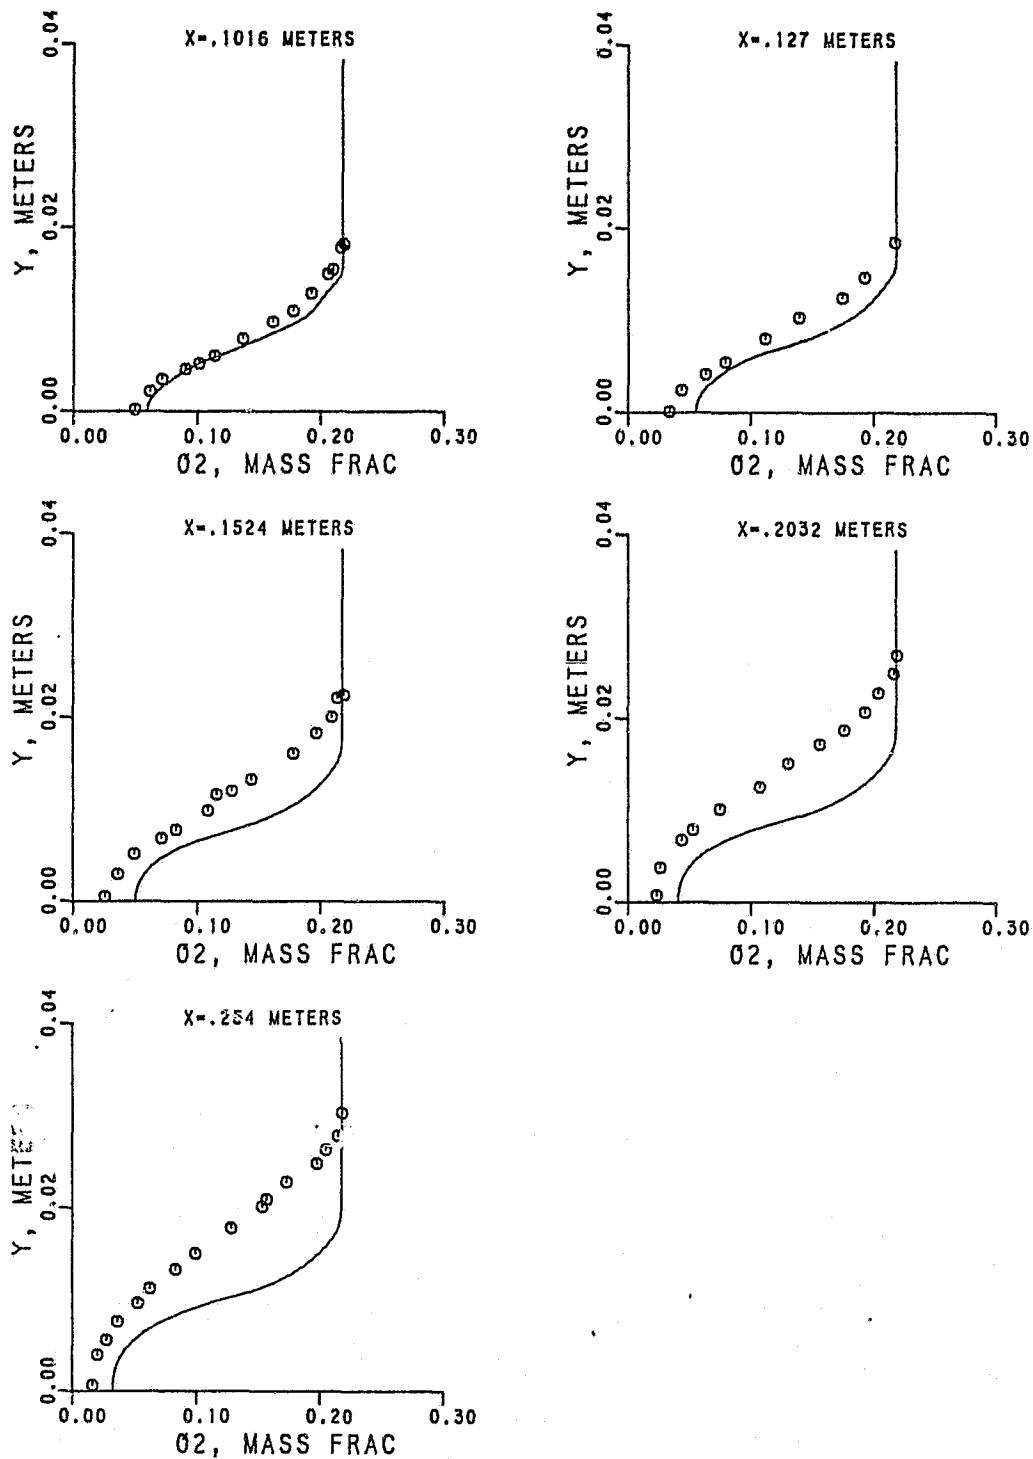 X=.1016 METERS
0.04
0.02
0.00
Y, METERS
0.00 0.10 0.20 0.30
O2, MASS FRAC
X=.127 METERS
0.04
0.02
0.00
Y, METERS
0.00 0.10 0.20 0.30
O2, MASS FRAC
X=.1524 METERS
0.04
0.02
0.00
Y, METERS
0.00 0.10 0.20 0.30
O2, MASS FRAC
X=.2032 METERS
0.04
0.02
0.00
Y, METERS
0.00 0.10 0.20 0.30
O2, MASS FRAC
X=.254 METERS
0.04
0.02
0.00
Y,
0.00 0.10 0.20 0.30
O2, MASS FRAC